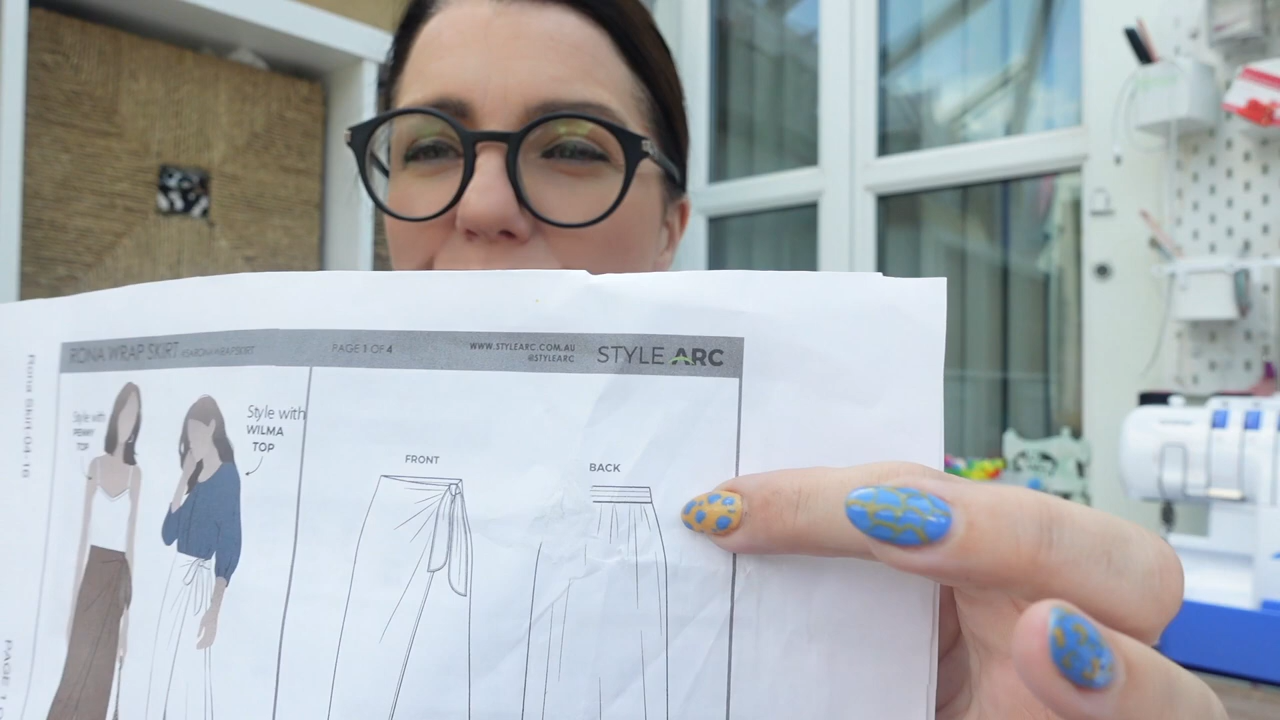 RONA WRAP SKIRT
PAGE 1 OF 4
WWW.STYLEARC.COM.AU
@STYLEARC
STYLE ARC
Style with
PENNY
TOP
Style with
WILMA
TOP
FRONT
BACK
Rona Skirt 04-16